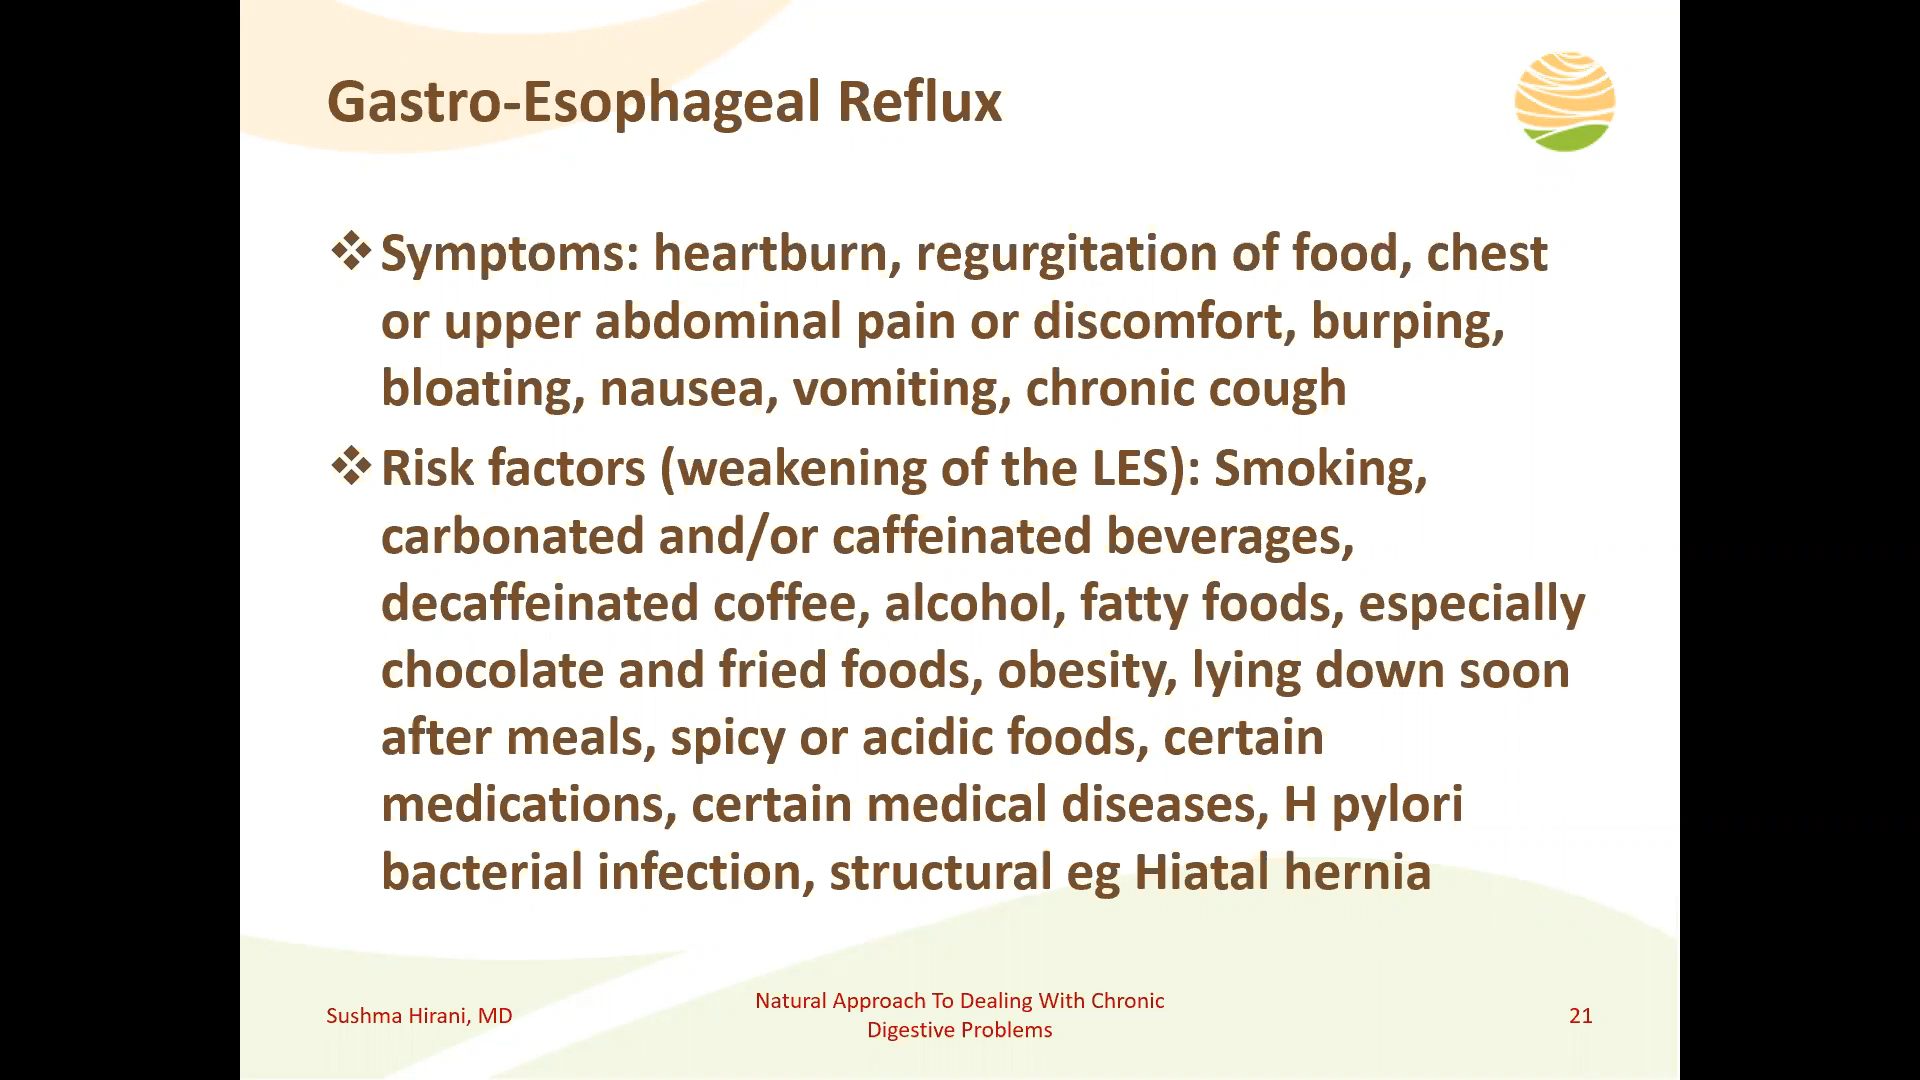 Gastro-Esophageal Reflux
❖Symptoms: heartburn, regurgitation of food, chest
or upper abdominal pain or discomfort, burping,
bloating, nausea, vomiting, chronic cough
❖Risk factors (weakening of the LES): Smoking,
carbonated and/or caffeinated beverages,
decaffeinated coffee, alcohol, fatty foods, especially
chocolate and fried foods, obesity, lying down soon
after meals, spicy or acidic foods, certain
medications, certain medical diseases, H pylori
bacterial infection, structural eg Hiatal hernia
Sushma Hirani, MD
Natural Approach To Dealing With Chronic
Digestive Problems
21